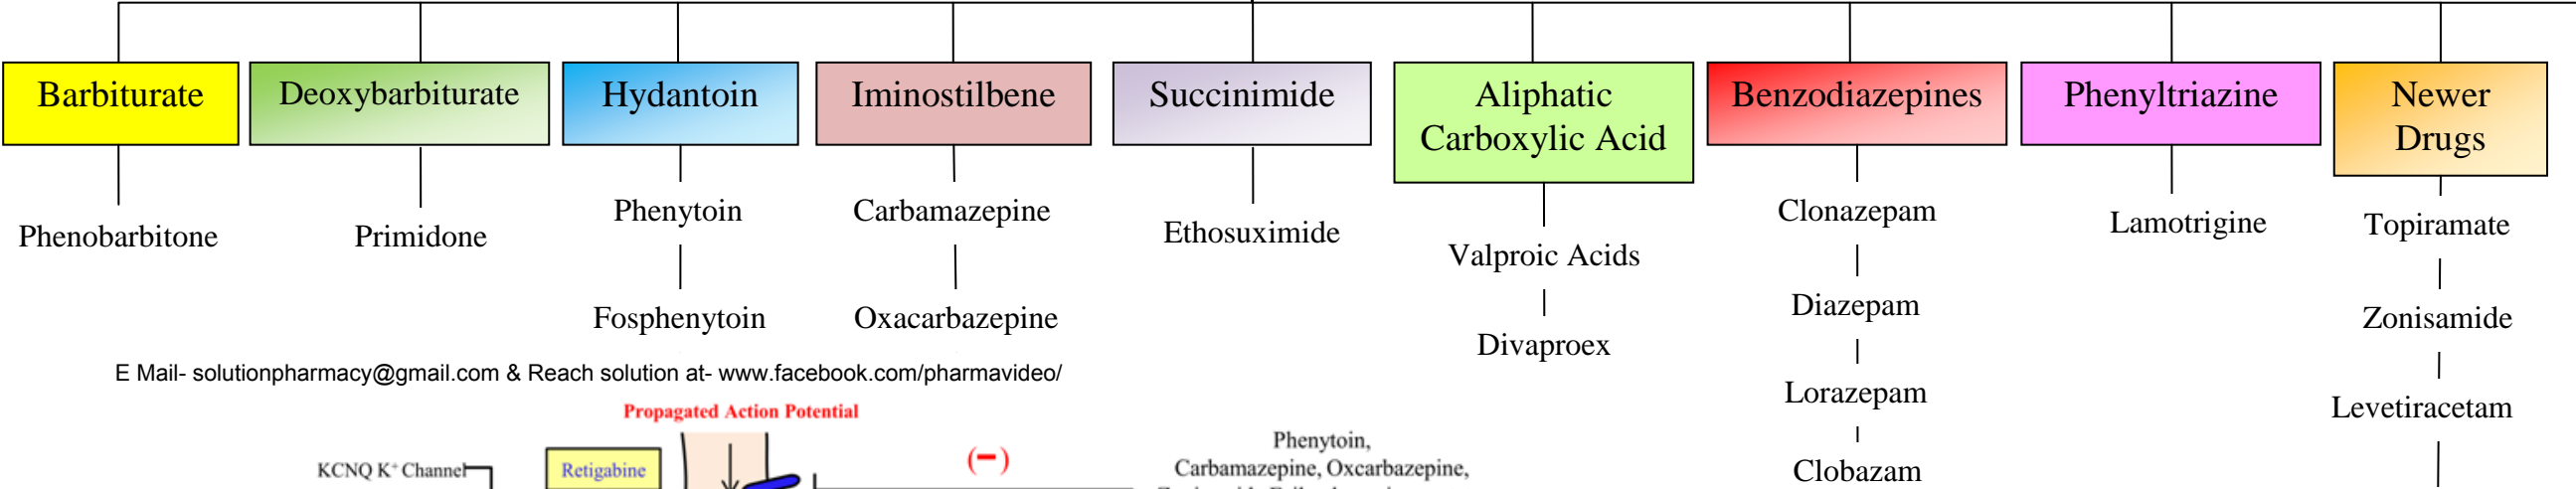 Barbiturate
Deoxybarbiturate
Hydantoin
Iminostilbene
Succinimide
Aliphatic
Carboxylic Acid
Benzodiazepines
Phenyltriazine
Newer
Drugs
Phenobarbitone
Primidone
Phenytoin
Fosphenytoin
Carbamazepine
Oxacarbazepine
Ethosuximide
Valproic Acids
Divaproex
Clonazepam
Diazepam
Lorazepam
Clobazam
Lamotrigine
Topiramate
Zonisamide
Levetiracetam
E Mail- solutionpharmacy@gmail.com & Reach solution at- www.facebook.com/pharmavideo/
Propagated Action Potential
KCNQ K⁺ Channel
Retigabine
(−)
Phenytoin,
Carbamazepine, Oxcarbazepine,